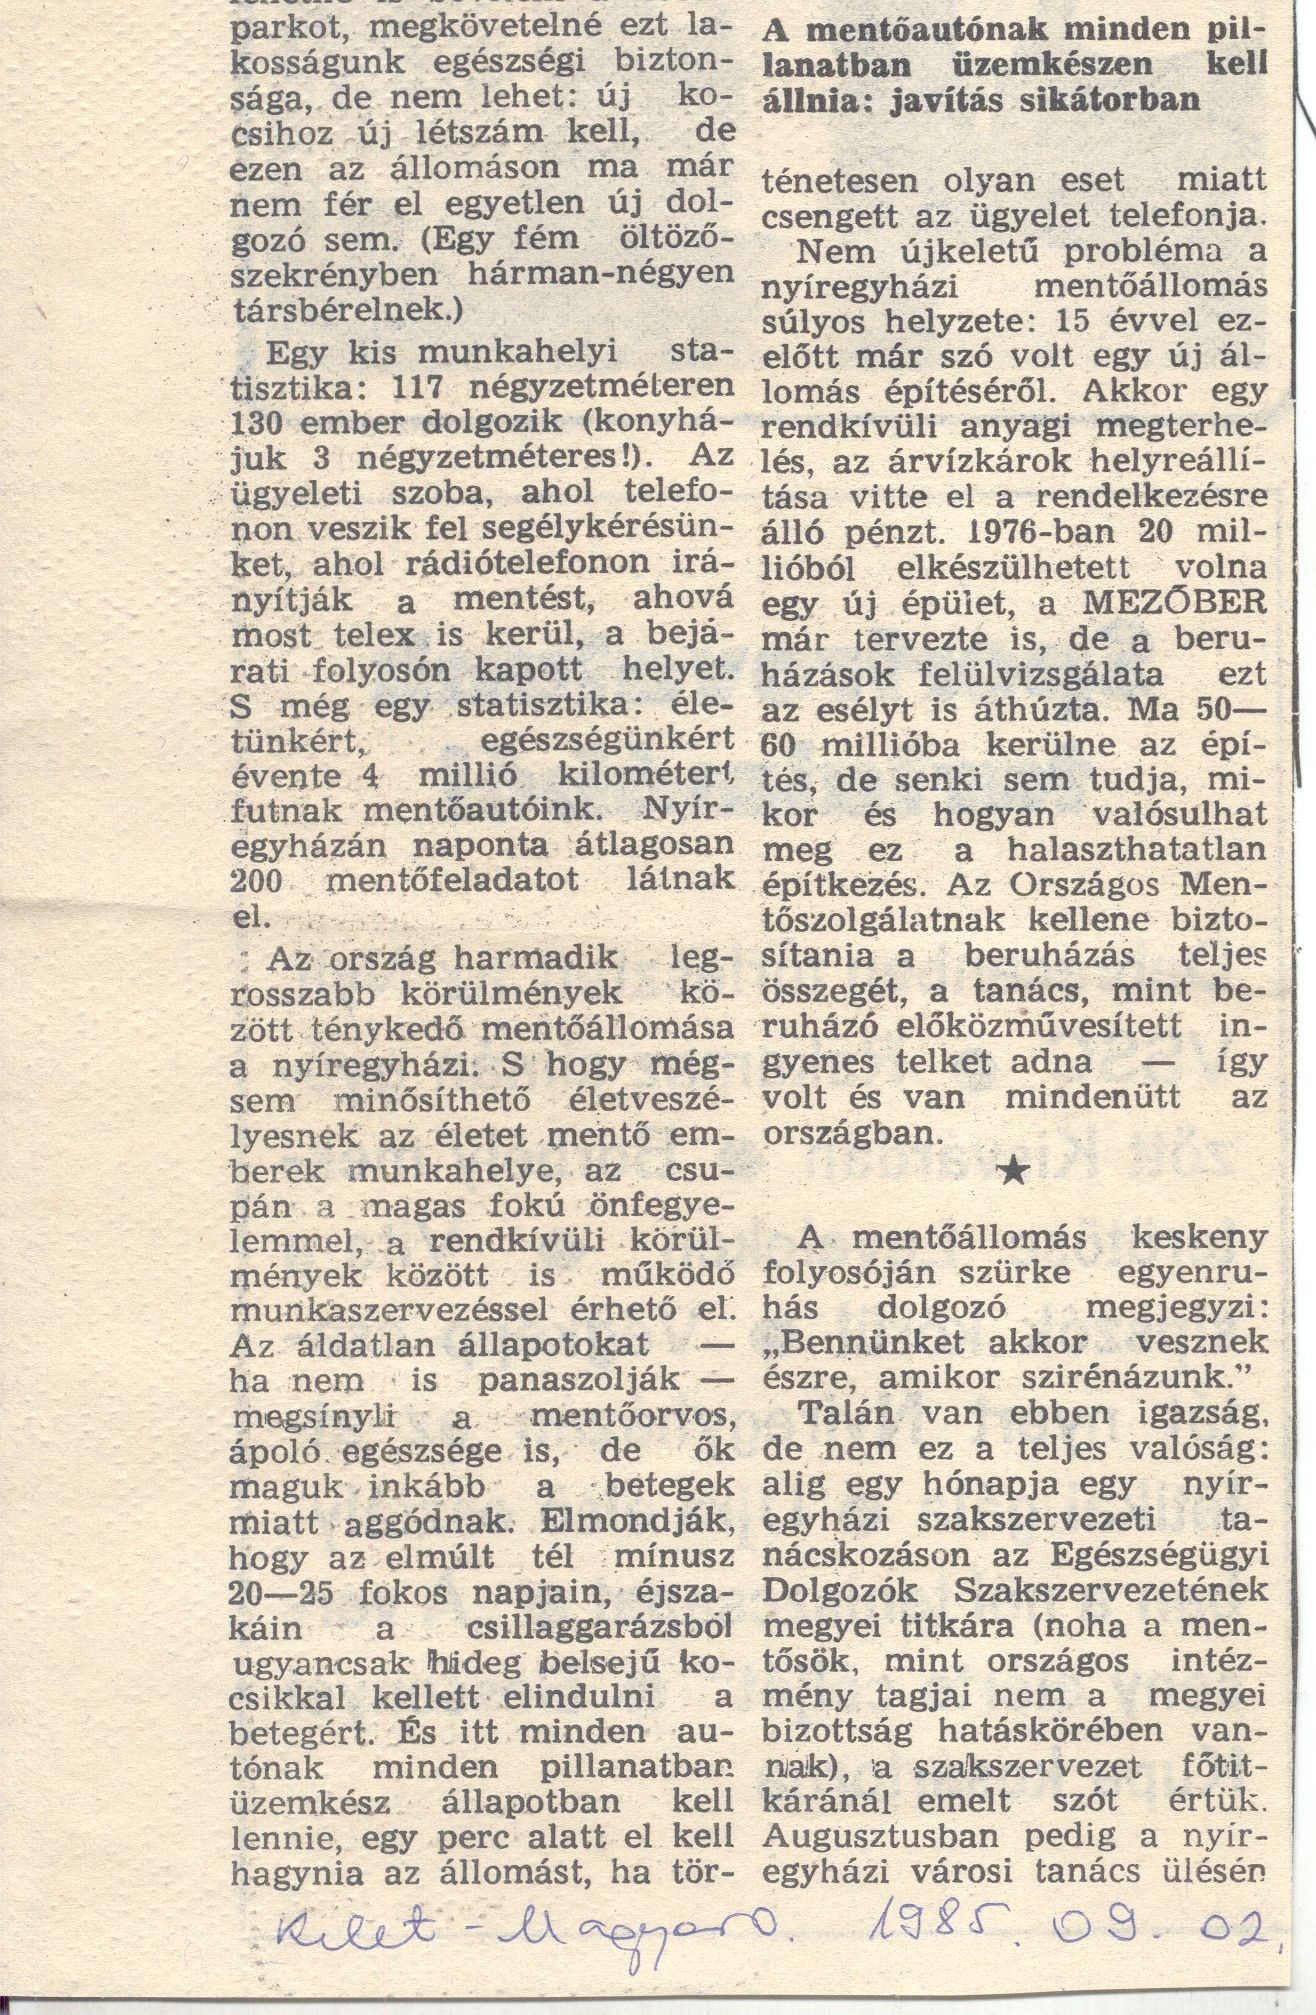 parkot, megkövetelné ezt la-
kosságunk egészségi bizton-
sága, de nem lehet: új ko-
csihoz új létszám kell, de
ezen az állomáson ma már
nem fér el egyetlen új dol-
gozó sem. (Egy fém öltöző-
szekrényben hárman-négyen
társbérelnek.)
Egy kis munkahelyi sta-
tisztika: 117 négyzetméteren
130 ember dolgozik (konyhá-
juk 3 négyzetméteres!). Az
ügyeleti szoba, ahol telefo-
non veszik fel segélykérésün-
ket, ahol rádiótelefonon irá-
nyítják a mentést, ahová
most telex is kerül, a bejá-
rati folyosón kapott helyet.
S még egy statisztika: éle-
tünkért, egészségünkért
évente 4 millió kilométert
futnak mentőautóink. Nyír-
egyházán naponta átlagosan
200 mentőfeladatot látnak
el.
Az ország harmadik leg-
rosszabb körülmények kö-
zött ténykedő mentőállomása
a nyíregyházi. S hogy még-
sem minősíthető életveszé-
lyesnek az életet mentő em-
berek munkahelye, az csu-
pán a magas fokú önfegye-
lemmel, a rendkívüli körül-
mények között is működő
munkaszervezéssel érhető el.
Az áldatlan állapotokat —
ha nem is panaszolják —
megsínyli a mentőorvos,
ápoló egészsége is, de ők
maguk inkább a betegek
miatt aggódnak. Elmondják,
hogy az elmúlt tél mínusz
20—25 fokos napjain, éjsza-
káin a csillaggarázsból
ugyancsak hideg belsejű ko-
csikkal kellett elindulni a
betegért. És itt minden au-
tónak minden pillanatban
üzemkész állapotban kell
lennie, egy perc alatt el kell
hagynia az állomást, ha tör-
A mentőautónak minden pil-
lanatban üzemkészen kell
állnia: javítás sikátorban
ténetesen olyan eset miatt
csengett az ügyelet telefonja.
Nem újkeletű probléma a
nyíregyházi mentőállomás
súlyos helyzete: 15 évvel ez-
előtt már szó volt egy új ál-
lomás építéséről. Akkor egy
rendkívüli anyagi megterhe-
lés, az árvízkárok helyreállí-
tása vitte el a rendelkezésre
álló pénzt. 1976-ban 20 mil-
lióból elkészülhetett volna
egy új épület, a MEZŐBER
már tervezte is, de a beru-
házások felülvizsgálata ezt
az esélyt is áthúzta. Ma 50—
60 millióba kerülne az épí-
tés, de senki sem tudja, mi-
kor és hogyan valósulhat
meg ez a halaszthatatlan
építkezés. Az Országos Men-
tőszolgálatnak kellene bizto-
sítania a beruházás teljes
összegét, a tanács, mint be-
ruházó előközművesített in-
gyenes telket adna — így
volt és van mindenütt az
országban.
★
A mentőállomás keskeny
folyosóján szürke egyenru-
hás dolgozó megjegyzi:
„Bennünket akkor vesznek
észre, amikor szirénázunk."
Talán van ebben igazság,
de nem ez a teljes valóság:
alig egy hónapja egy nyír-
egyházi szakszervezeti ta-
nácskozáson az Egészségügyi
Dolgozók Szakszervezetének
megyei titkára (noha a men-
tősök, mint országos intéz-
mény tagjai nem a megyei
bizottság hatáskörében van-
nak), a szakszervezet főtit-
káránál emelt szót értük.
Augusztusban pedig a nyír-
egyházi városi tanács ülésén
Kelet-Magyaro. 1985. 09. 02.